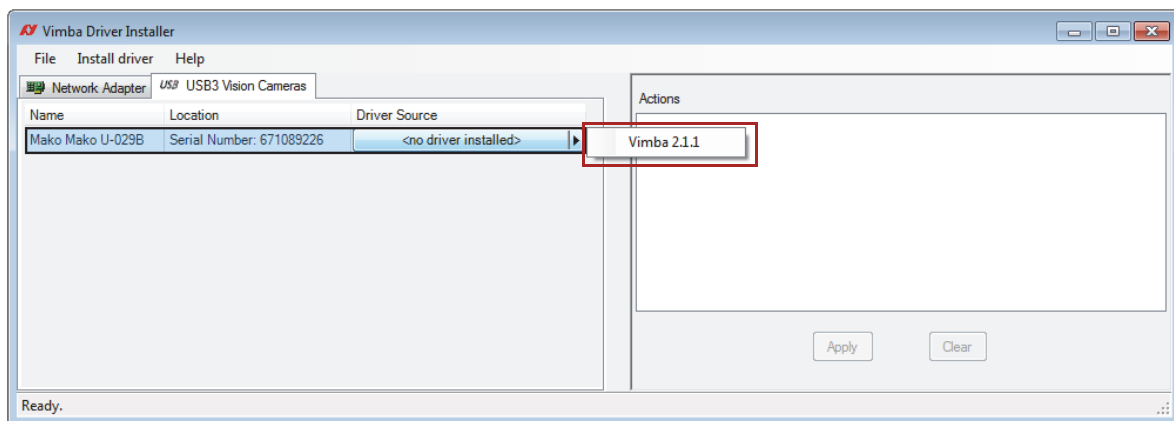 Vimba Driver Installer
File Install driver Help
Network Adapter USB USB3 Vision Cameras
Name Location Driver Source
Mako Mako U-029B Serial Number: 671089226 <no driver installed>
Vimba 2.1.1
Actions
Apply Clear
Ready.